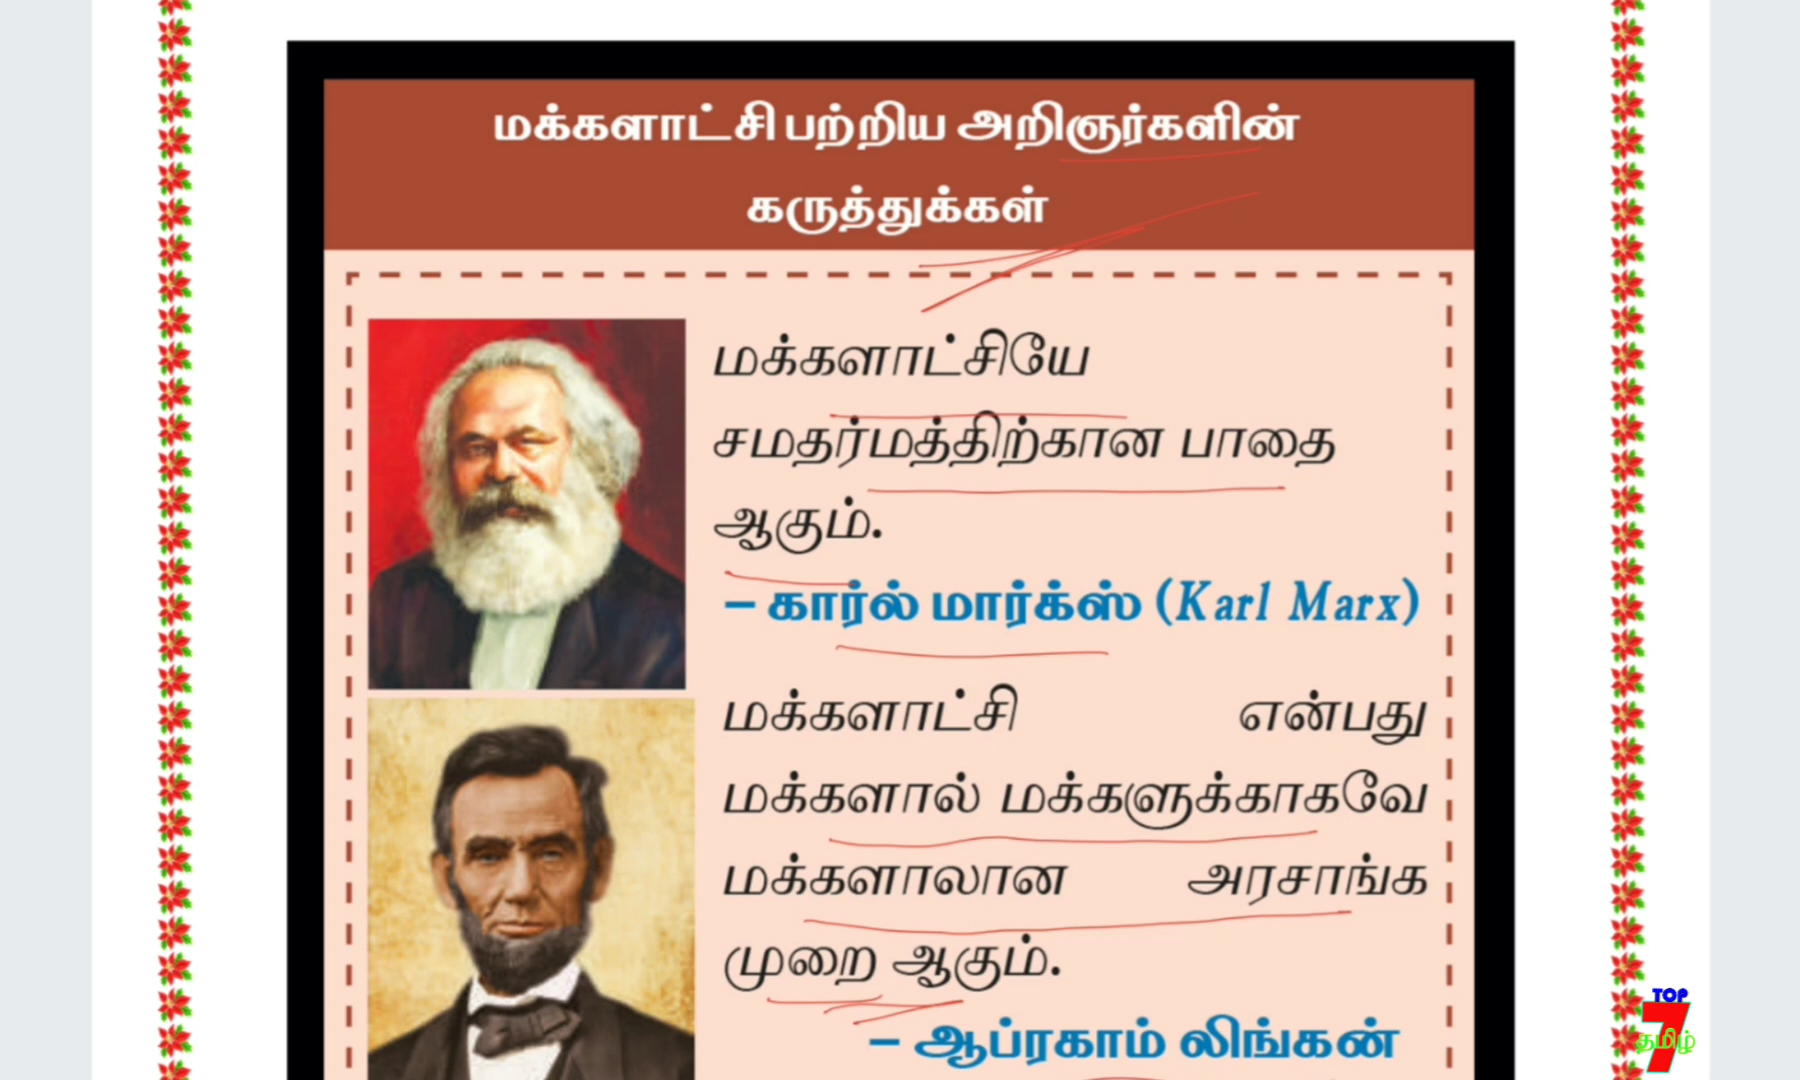 மக்களாட்சி பற்றிய அறிஞர்களின்
கருத்துக்கள்
மக்களாட்சியே
சமதர்மத்திற்கான பாதை
ஆகும்.
– கார்ல் மார்க்ஸ் (Karl Marx)
மக்களாட்சி என்பது
மக்களால் மக்களுக்காகவே
மக்களாலான அரசாங்க
முறை ஆகும்.
– ஆப்ரகாம் லிங்கன்
TOP
7
தமிழ்